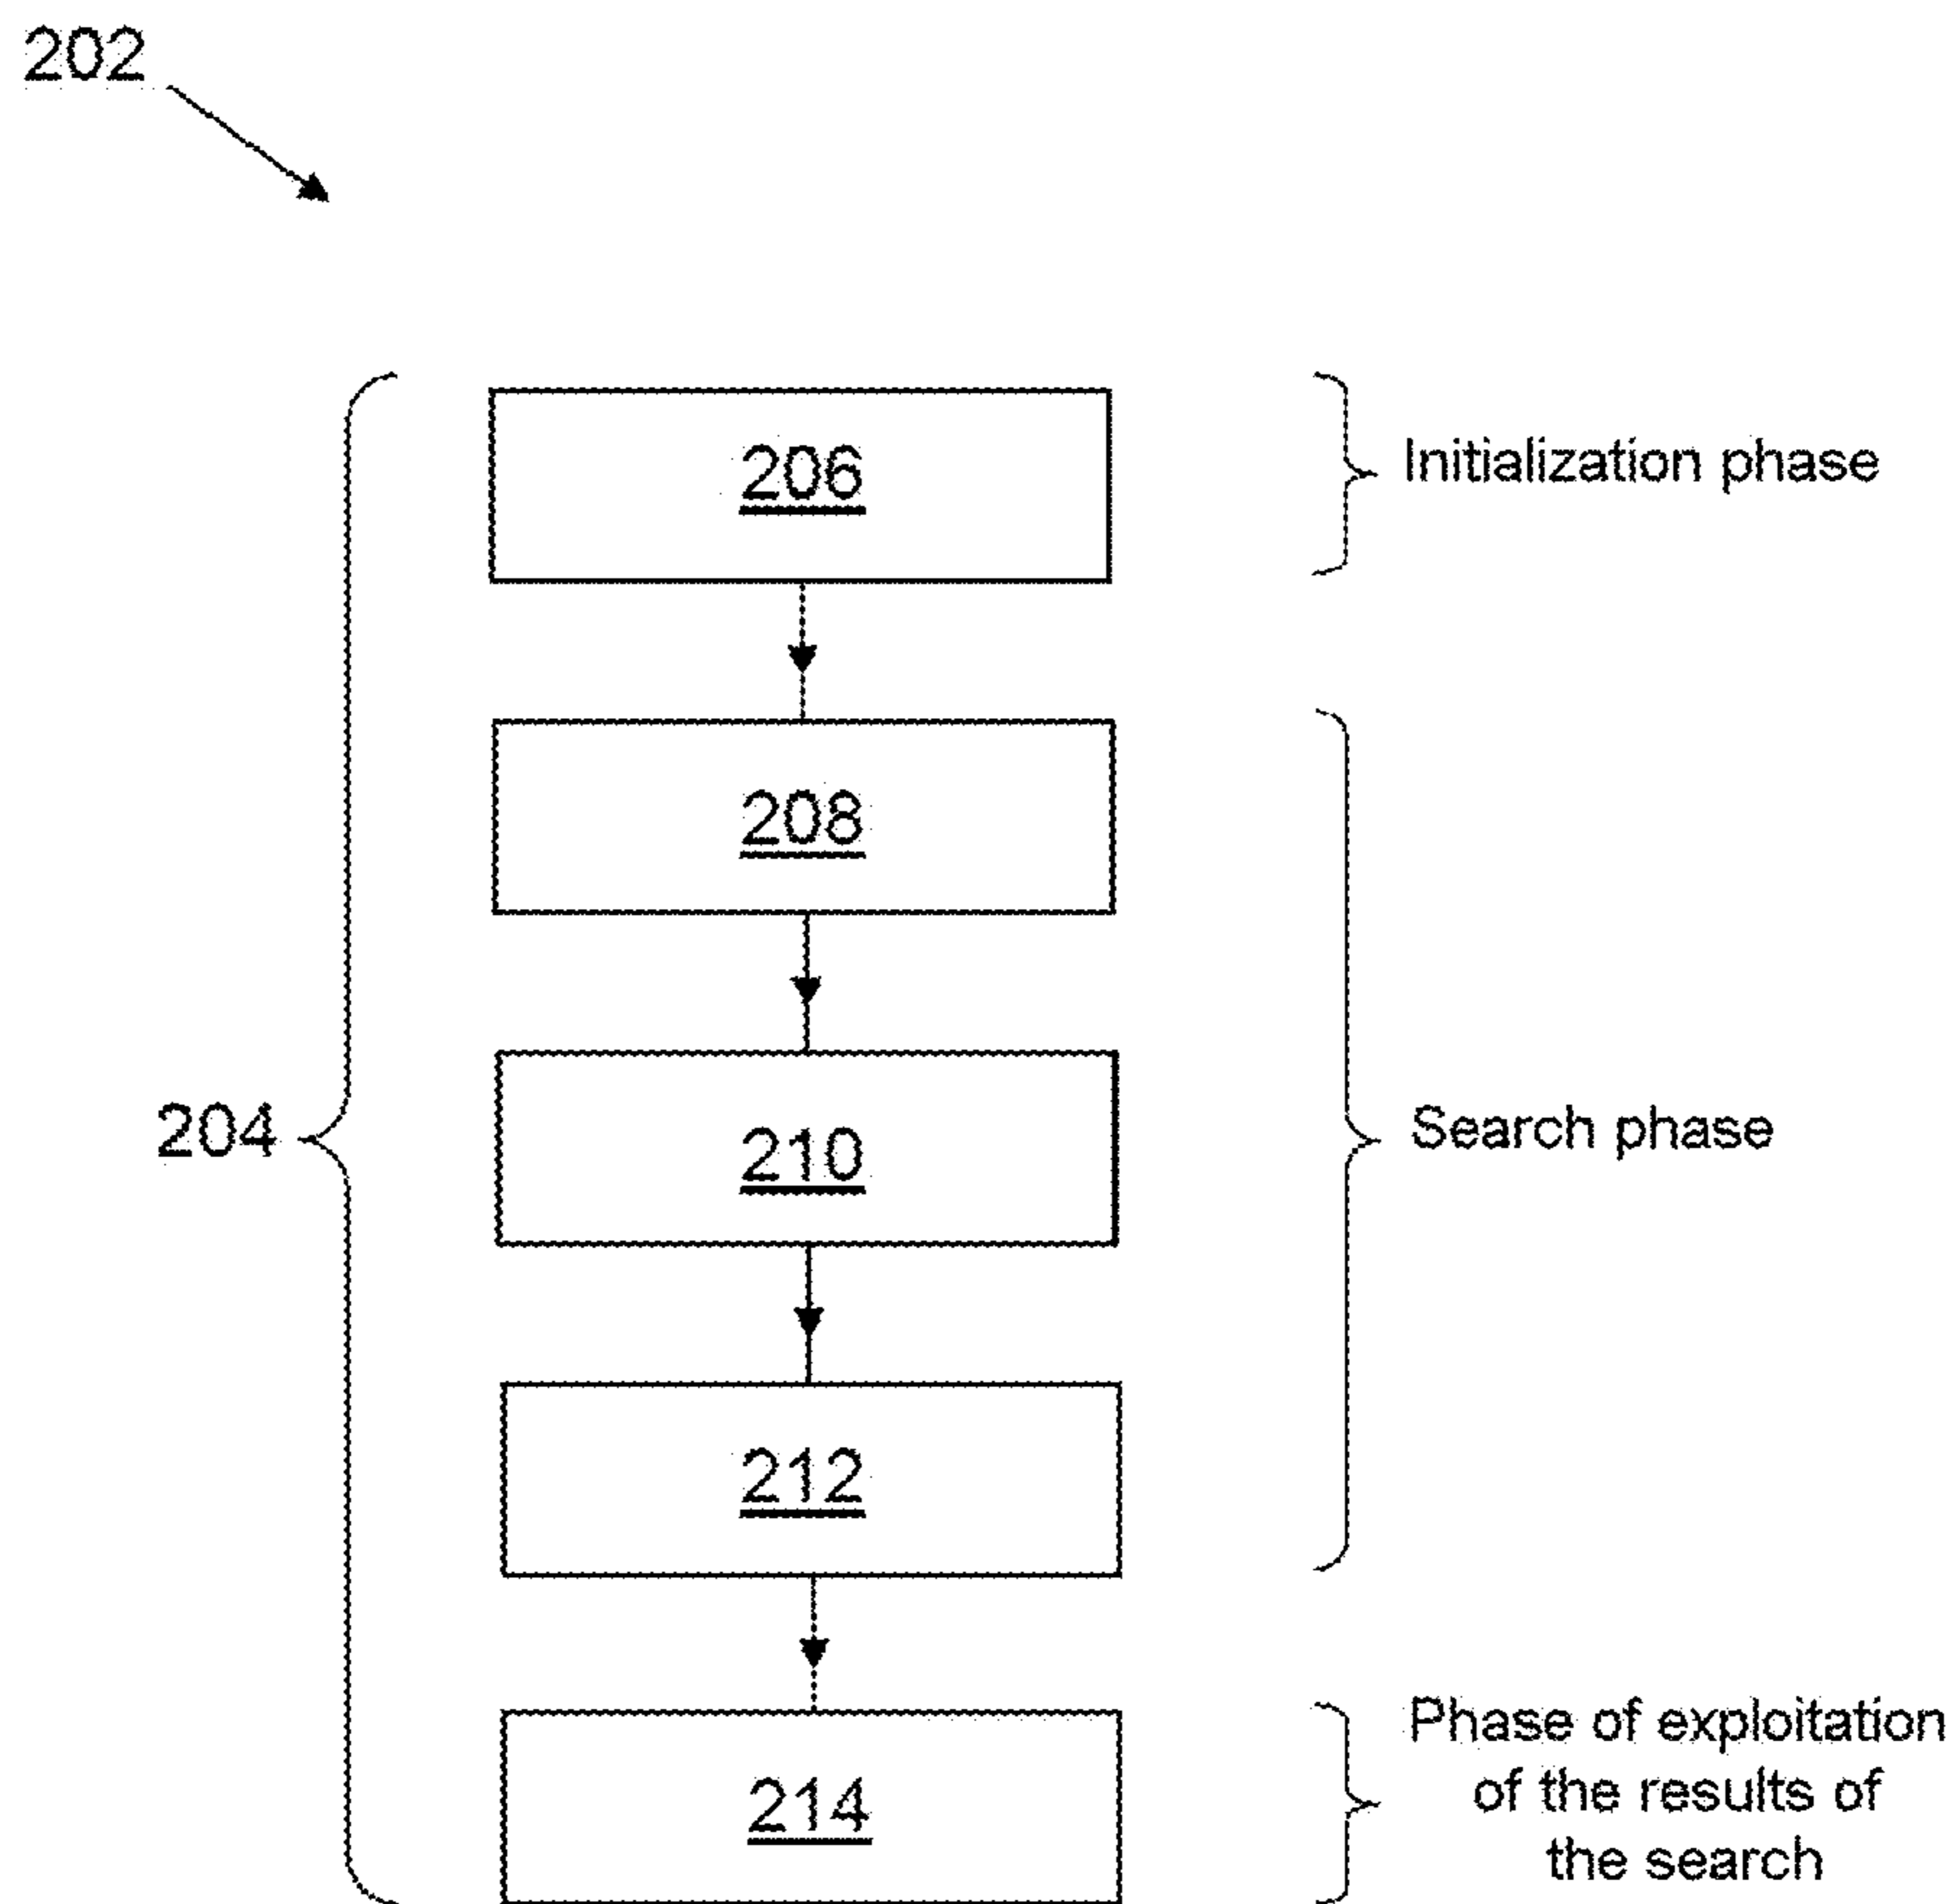 202
206
Initialization phase
208
204
210
Search phase
212
214
Phase of exploitation
of the results of
the search